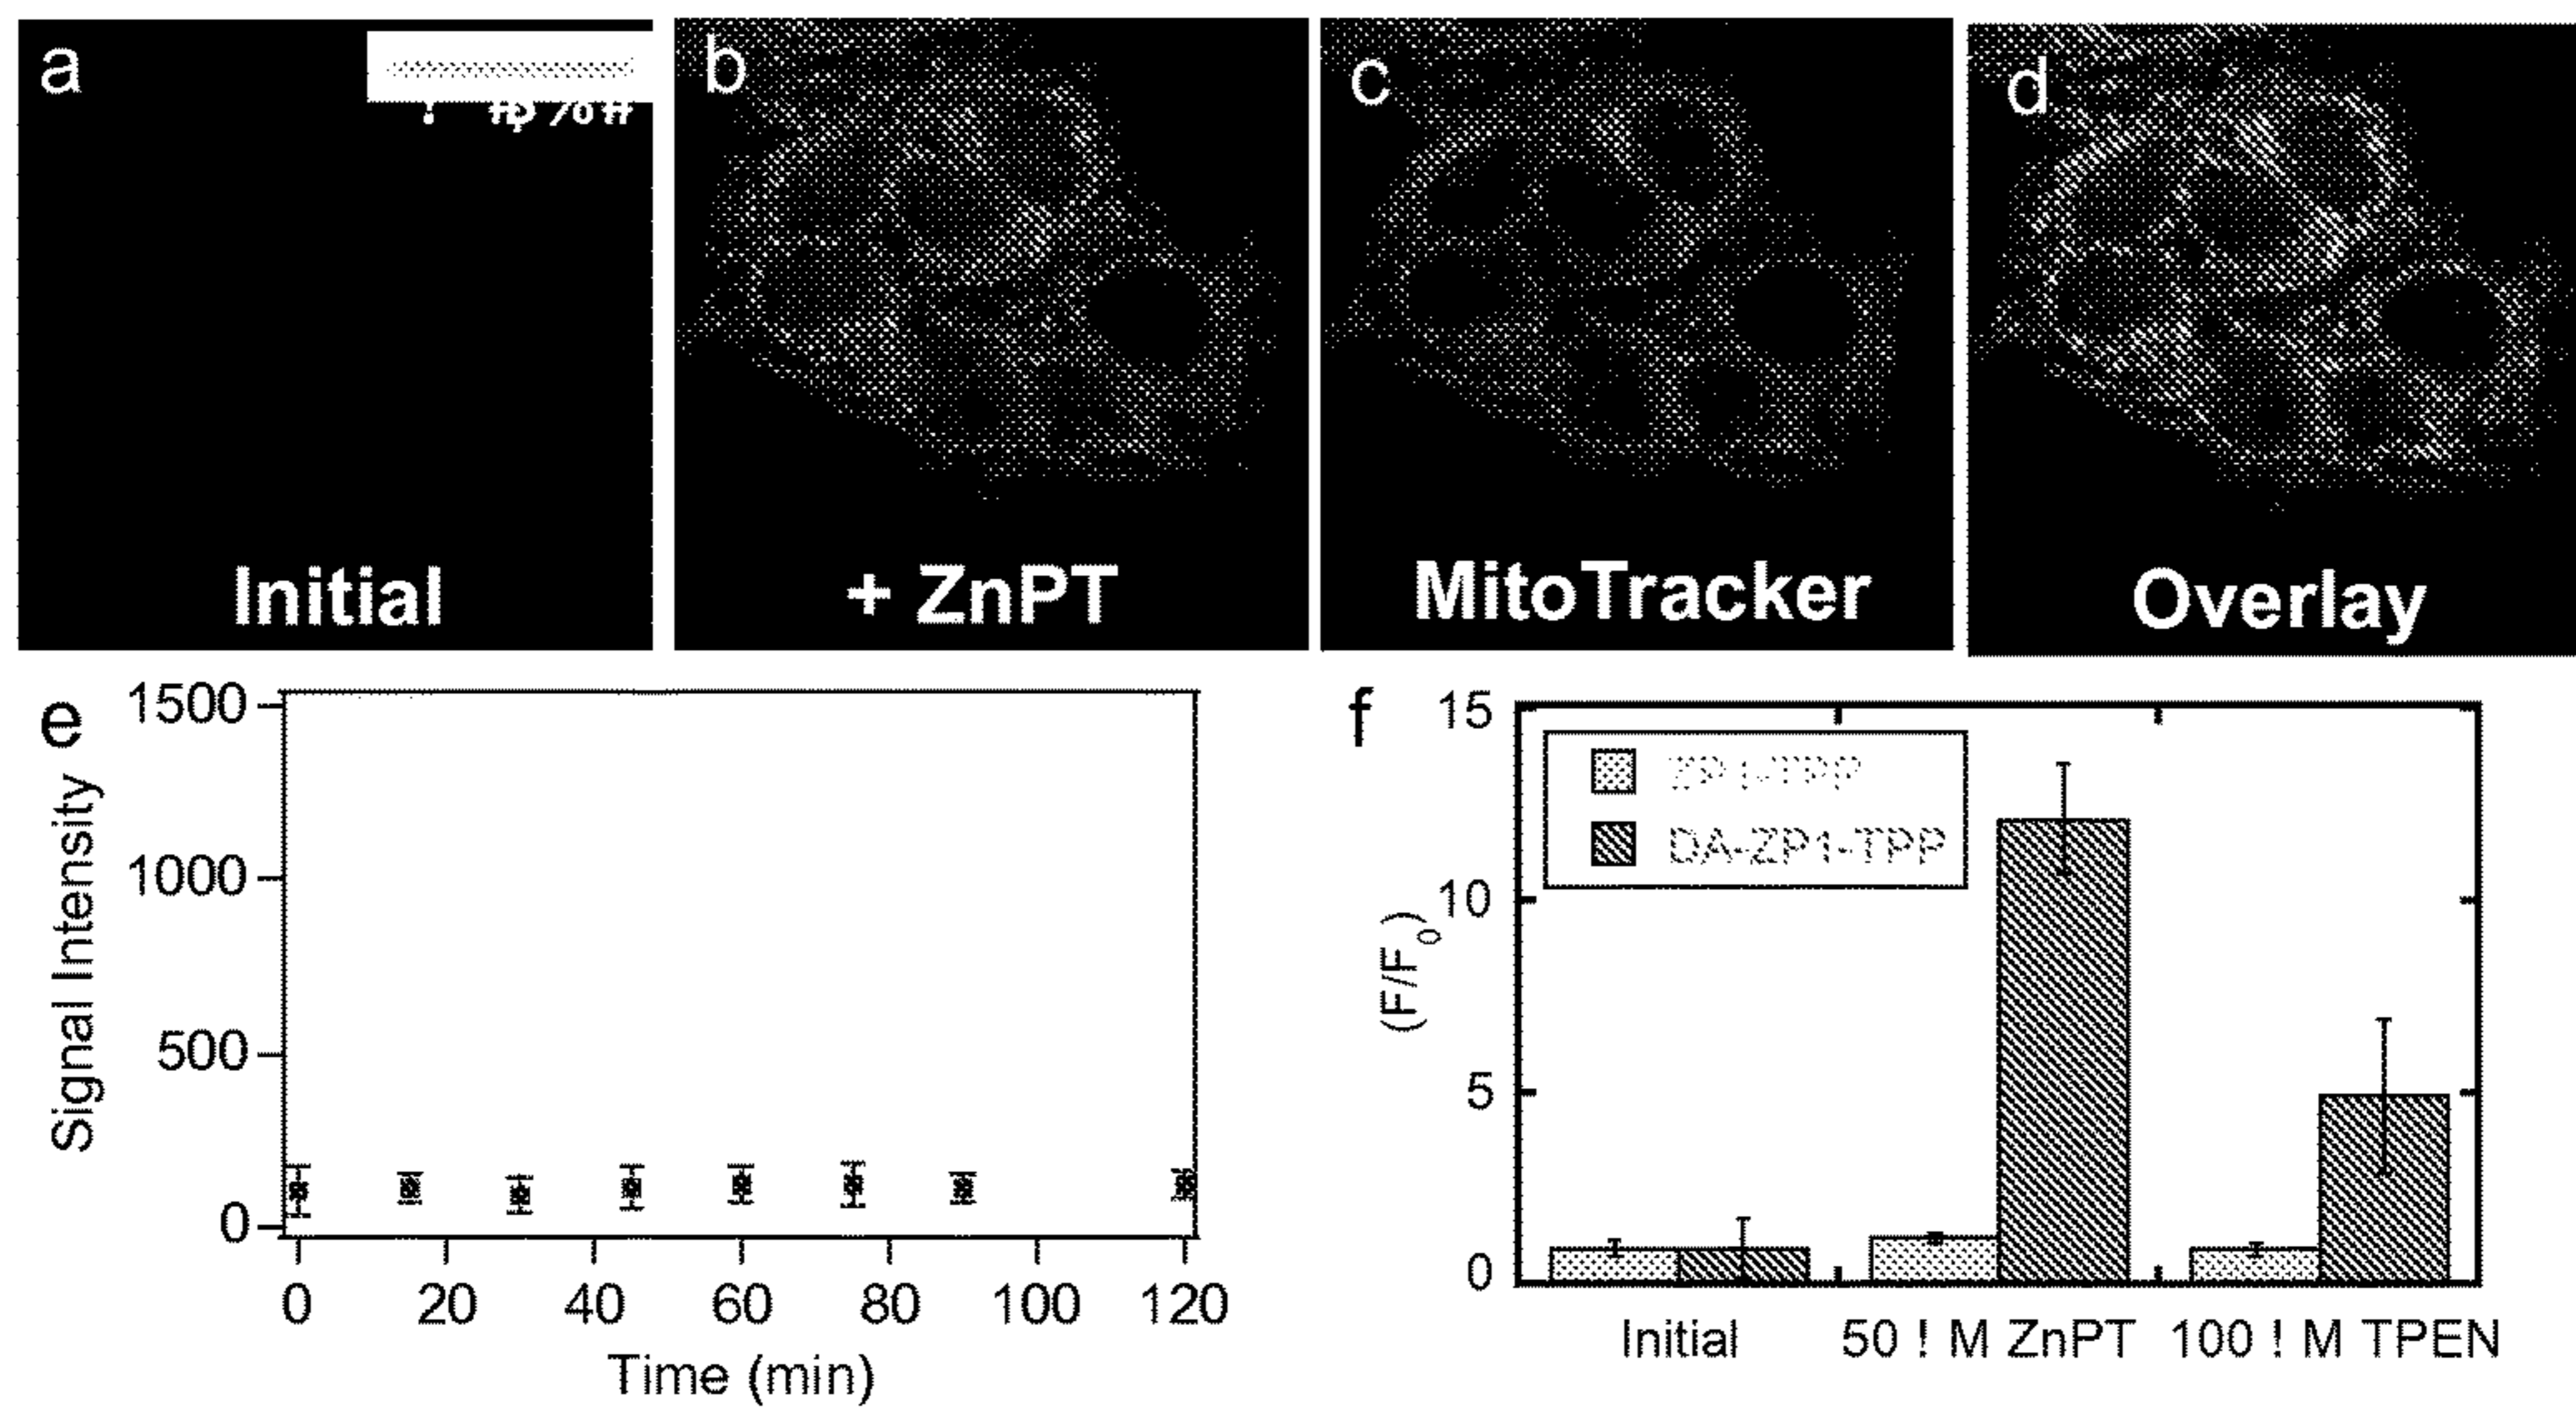 a
b
c
d
Initial
+ ZnPT
MitoTracker
Overlay
e
1500
1000
500
0
Signal Intensity
0 20 40 60 80 100 120
Time (min)
f
15
10
5
0
(F/F0)
ZP1-TPP
DA-ZP1-TPP
Initial 50 ! M ZnPT 100 ! M TPEN